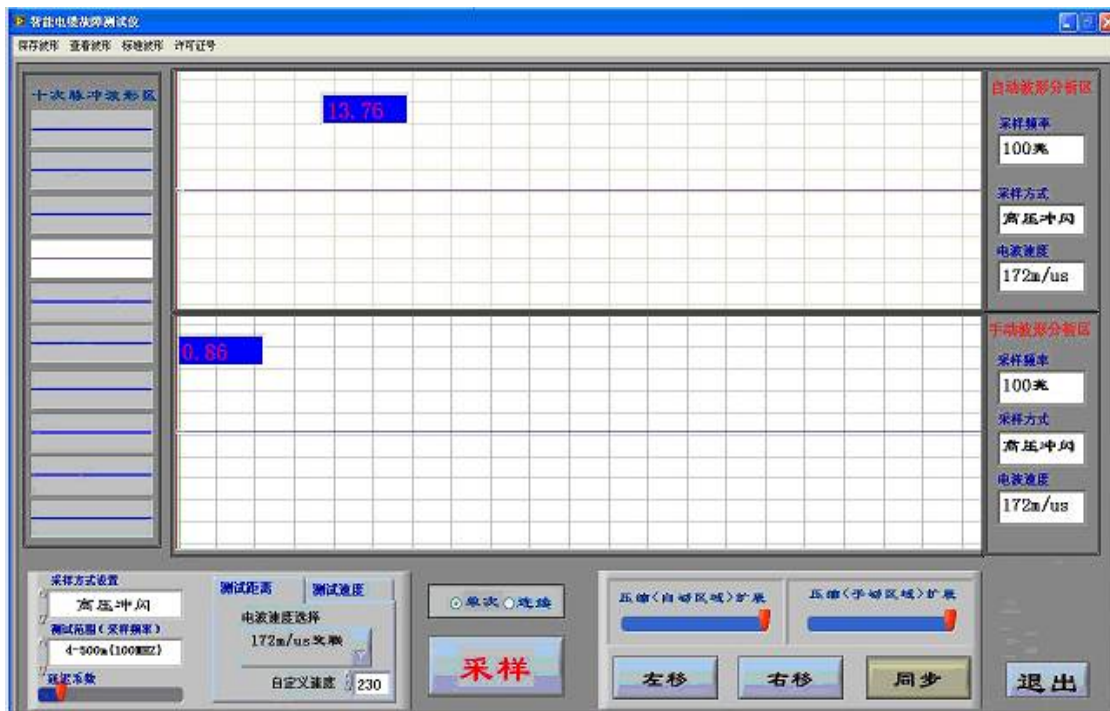 智能电缆故障测试仪
保存波形 查看波形 标准波形 许可证号
十次脉冲波形区
13.76
自动波形分析区
采样频率
100兆
采样方式
高压冲闪
电波速度
172m/us
0.86
手动波形分析区
采样频率
100兆
采样方式
高压冲闪
电波速度
172m/us
采样方式设置
高压冲闪
测试范围(采样频率)
4-500m(100MHZ)
延迟系数
测试距离 测试速度
电波速度选择
172m/us交联
自定义速度 230
单次 连续
采样
压缩(自动区域)扩展
压缩(手动区域)扩展
左移 右移 同步
退出